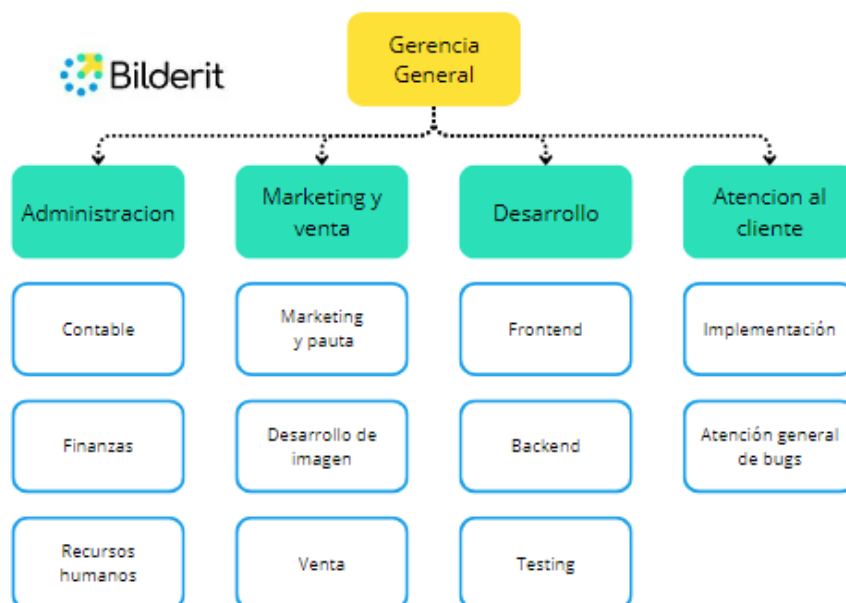 Gerencia
General
Bilderit
Administracion
Marketing y
venta
Desarrollo
Atencion al
cliente
Contable
Marketing
y pauta
Frontend
Implementación
Finanzas
Desarrollo de
imagen
Backend
Atención general
de bugs
Recursos
humanos
Venta
Testing